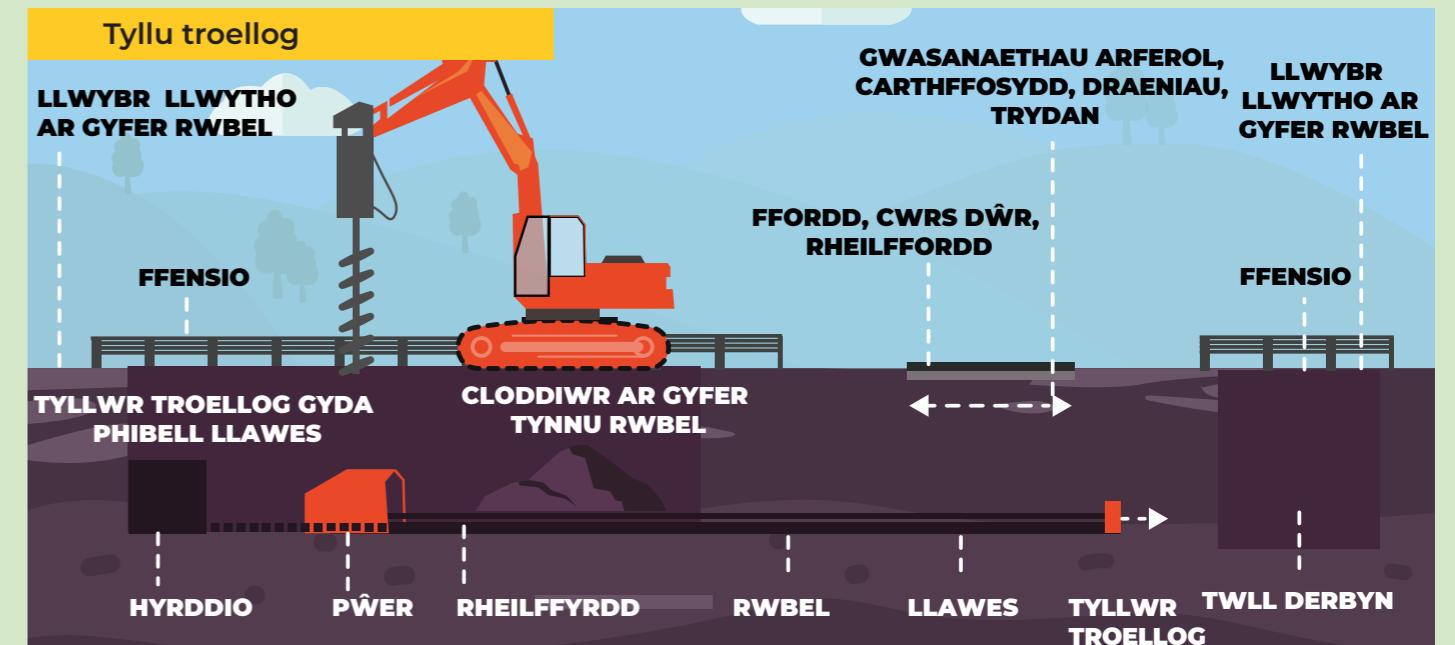 Tyllu troellog
LLWYBR LLWYTHO
AR GYFER RWBEL
GWASANAETHAU ARFEROL,
CARTHFFOSYDD, DRAENIAU,
TRYDAN
LLWYBR
LLWYTHO AR
GYFER RWBEL
FFORDD, CWRS DŴR,
RHEILFFORDD
FFENSIO
FFENSIO
TYLLWR TROELLOG GYDA
PHIBELL LLAWES
CLODDIWR AR GYFER
TYNNU RWBEL
HYRDDIO
PŴER
RHEILFFYRDD
RWBEL
LLAWES
TYLLWR
TROELLOG
TWLL DERBYN